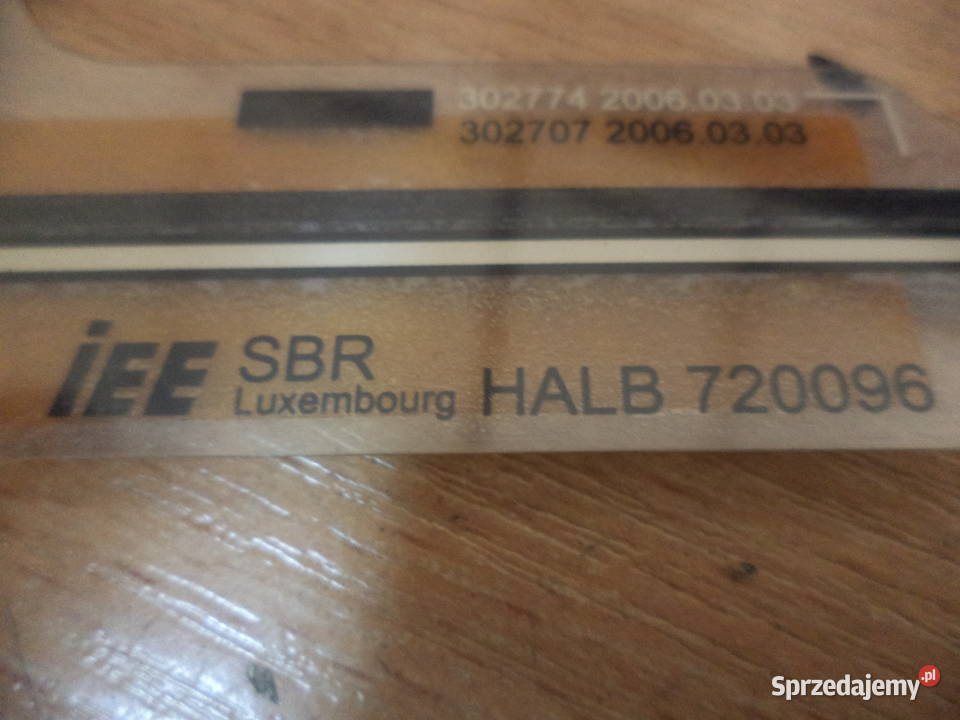 302774 2006.03.03
302707 2006.03.03
iEE SBR
Luxembourg HALB 720096
Sprzedajemy.pl